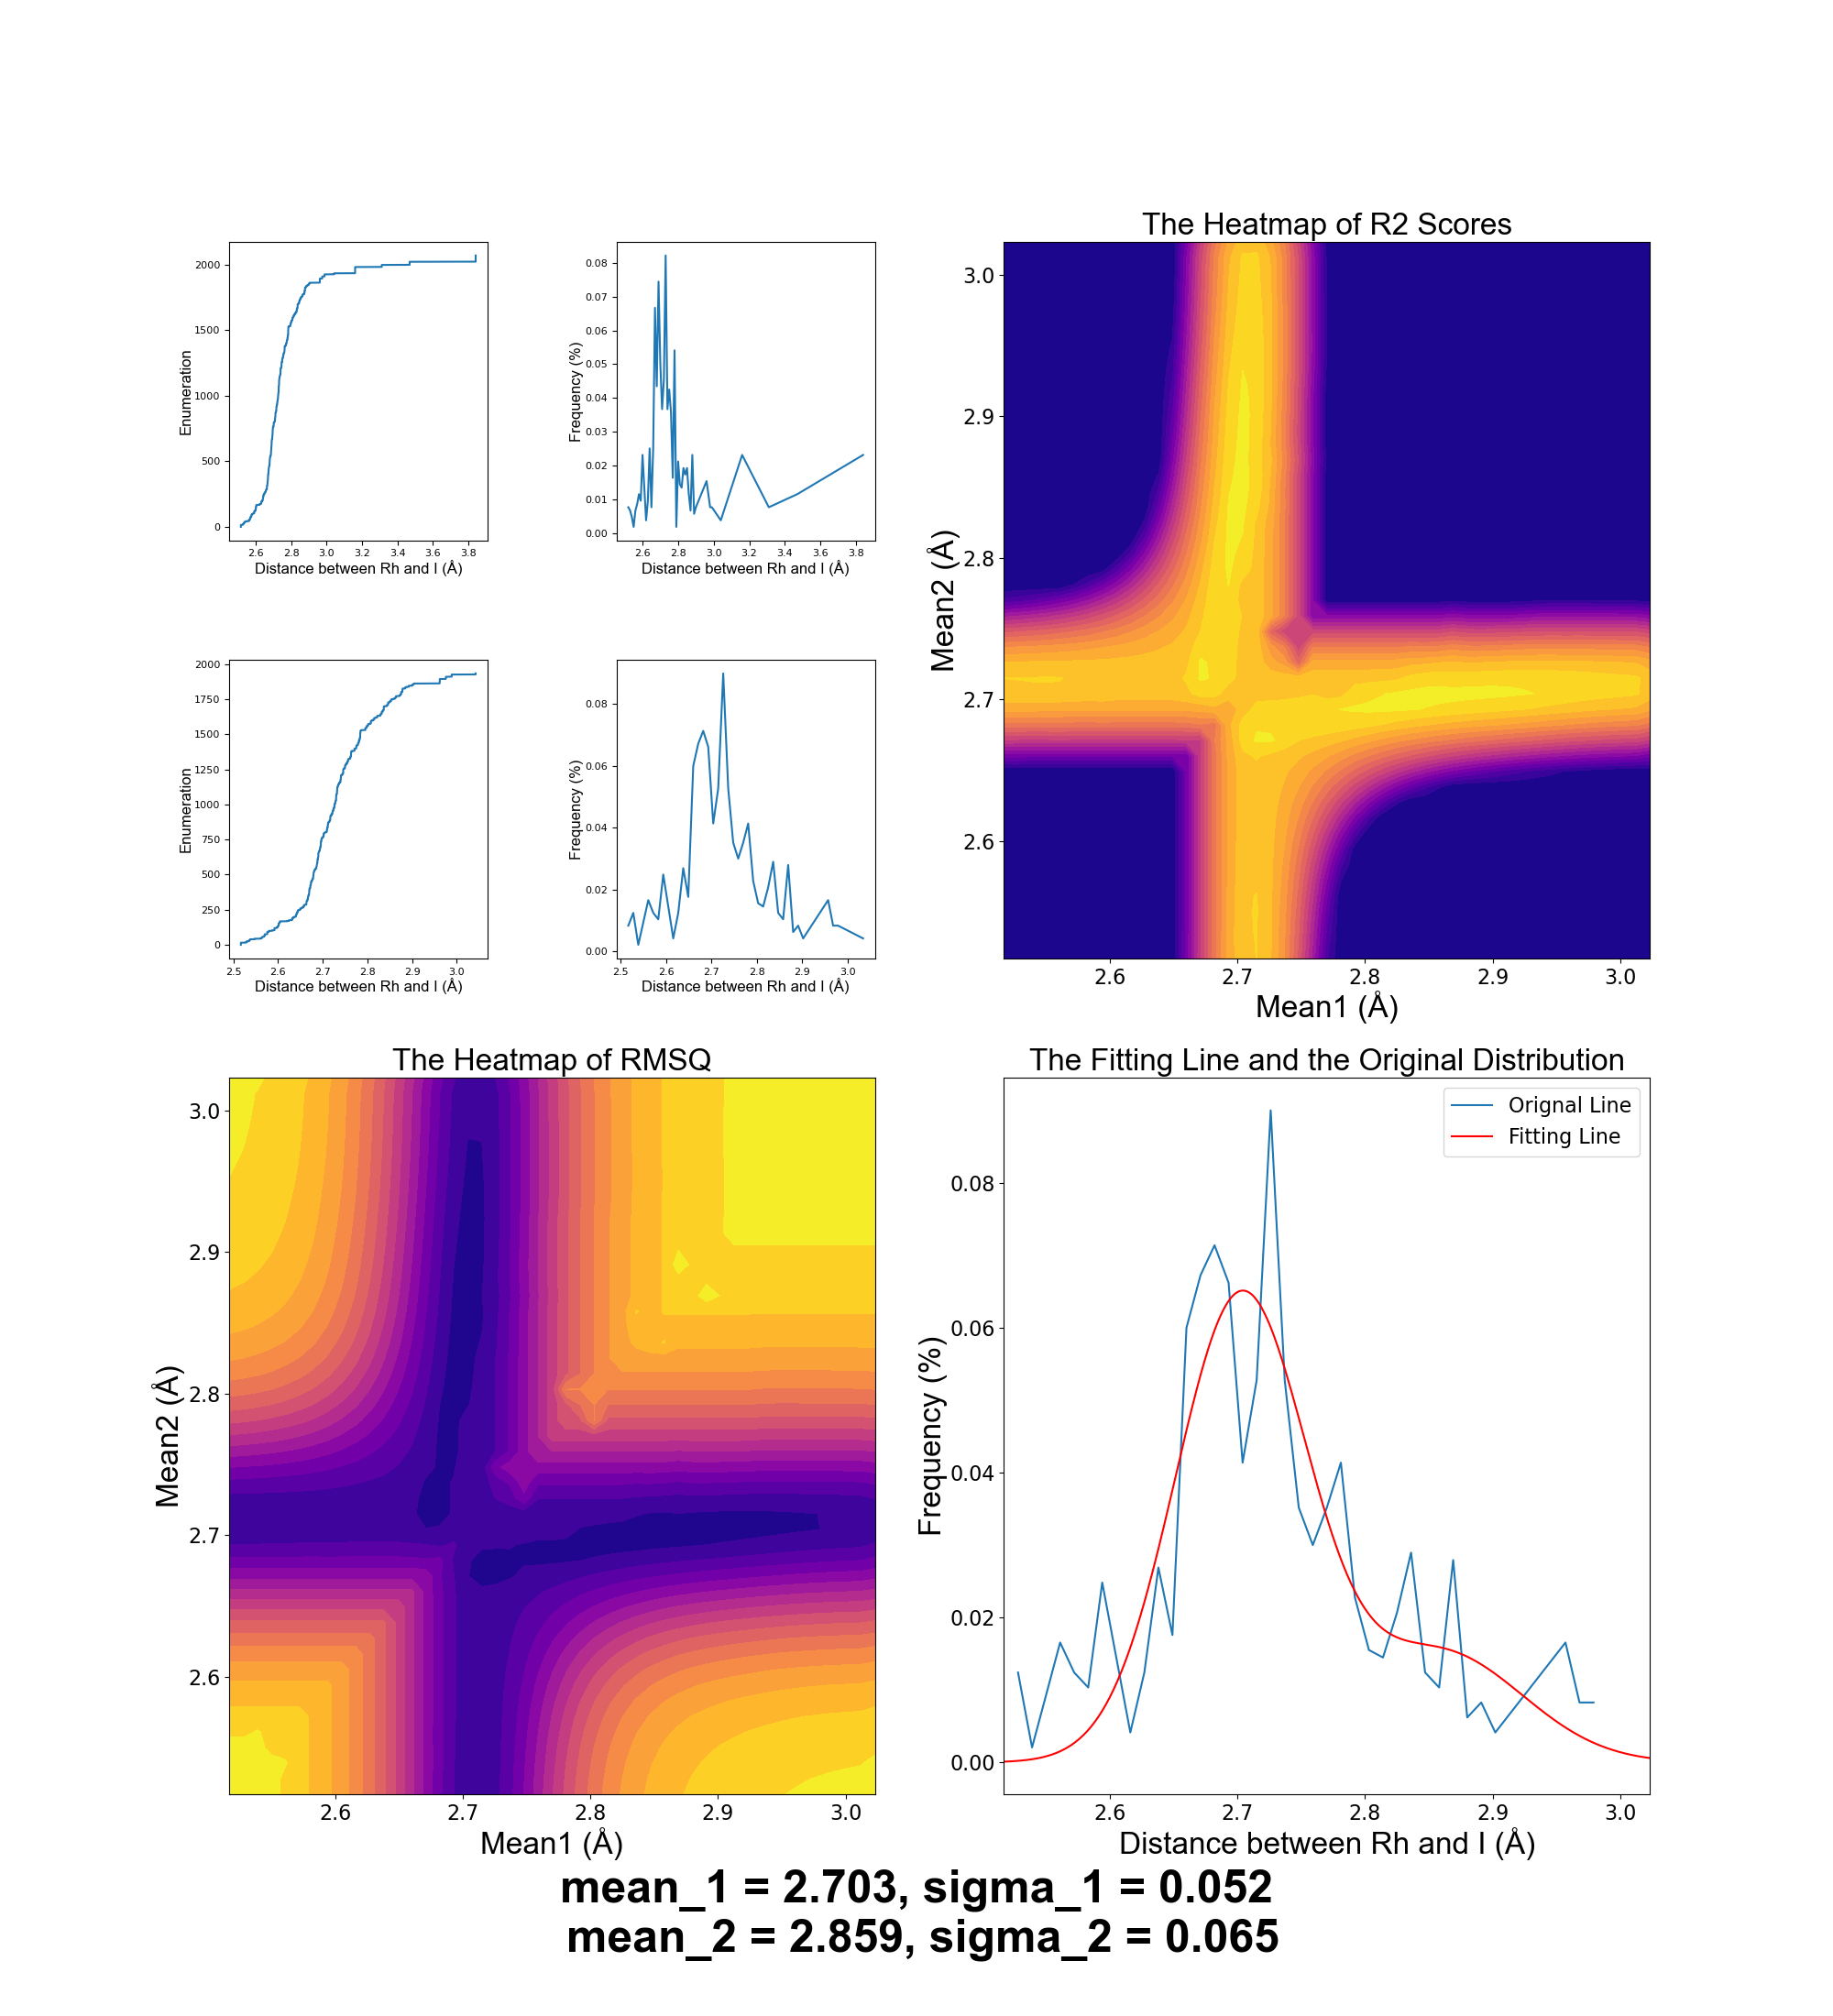 The Heatmap of R2 Scores
2000
1500
1000
500
0
Enumeration
2.6 2.8 3.0 3.2 3.4 3.6 3.8
Distance between Rh and I (Å)
0.08
0.07
0.06
0.05
0.04
0.03
0.02
0.01
0.00
Frequency (%)
2.6 2.8 3.0 3.2 3.4 3.6 3.8
Distance between Rh and I (Å)
3.0
2.9
2.8
2.7
2.6
Mean2 (Å)
2.6 2.7 2.8 2.9 3.0
Mean1 (Å)
2000
1750
1500
1250
1000
750
500
250
0
Enumeration
2.5 2.6 2.7 2.8 2.9 3.0
Distance between Rh and I (Å)
0.08
0.06
0.04
0.02
0.00
Frequency (%)
2.5 2.6 2.7 2.8 2.9 3.0
Distance between Rh and I (Å)
The Heatmap of RMSQ
3.0
2.9
2.8
2.7
2.6
Mean2 (Å)
2.6 2.7 2.8 2.9 3.0
Mean1 (Å)
The Fitting Line and the Original Distribution
Orignal Line
Fitting Line
0.08
0.06
0.04
0.02
0.00
Frequency (%)
2.6 2.7 2.8 2.9 3.0
Distance between Rh and I (Å)
mean_1 = 2.703, sigma_1 = 0.052
mean_2 = 2.859, sigma_2 = 0.065